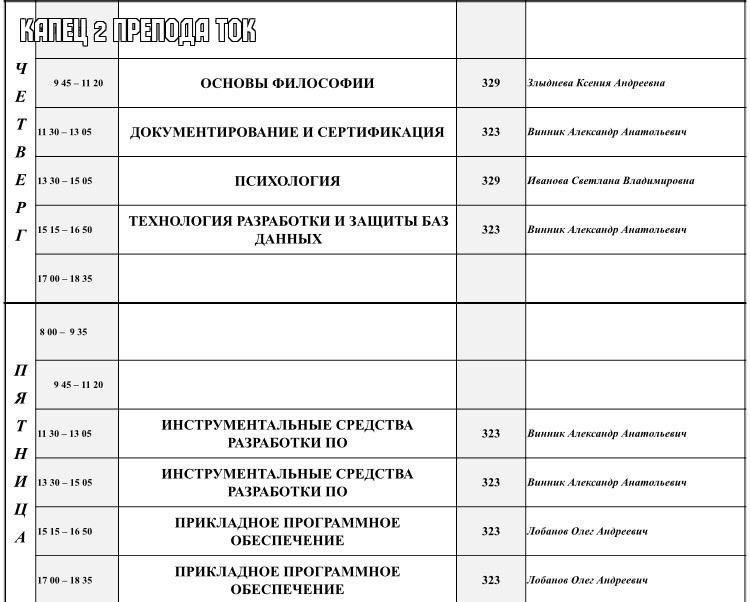 КАПЕЦ 2 ПРЕПОДА ТОК
ЧЕТВЕРГ
9 45 – 11 20 ОСНОВЫ ФИЛОСОФИИ 329 Злыднева Ксения Андреевна
11 30 – 13 05 ДОКУМЕНТИРОВАНИЕ И СЕРТИФИКАЦИЯ 323 Винник Александр Анатольевич
13 30 – 15 05 ПСИХОЛОГИЯ 329 Иванова Светлана Владимировна
15 15 – 16 50 ТЕХНОЛОГИЯ РАЗРАБОТКИ И ЗАЩИТЫ БАЗ
ДАННЫХ 323 Винник Александр Анатольевич
17 00 – 18 35
ПЯТНИЦА
8 00 – 9 35
9 45 – 11 20
11 30 – 13 05 ИНСТРУМЕНТАЛЬНЫЕ СРЕДСТВА
РАЗРАБОТКИ ПО 323 Винник Александр Анатольевич
13 30 – 15 05 ИНСТРУМЕНТАЛЬНЫЕ СРЕДСТВА
РАЗРАБОТКИ ПО 323 Винник Александр Анатольевич
15 15 – 16 50 ПРИКЛАДНОЕ ПРОГРАММНОЕ
ОБЕСПЕЧЕНИЕ 323 Лобанов Олег Андреевич
17 00 – 18 35 ПРИКЛАДНОЕ ПРОГРАММНОЕ
ОБЕСПЕЧЕНИЕ 323 Лобанов Олег Андреевич